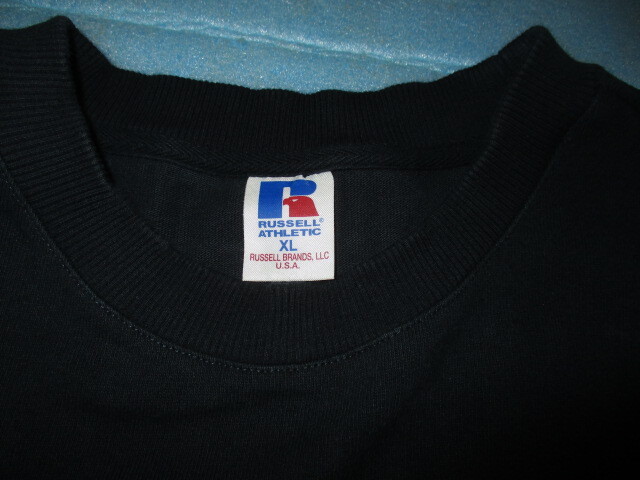 R
RUSSELL®
ATHLETIC
XL
RUSSELL BRANDS, LLC
U.S.A.